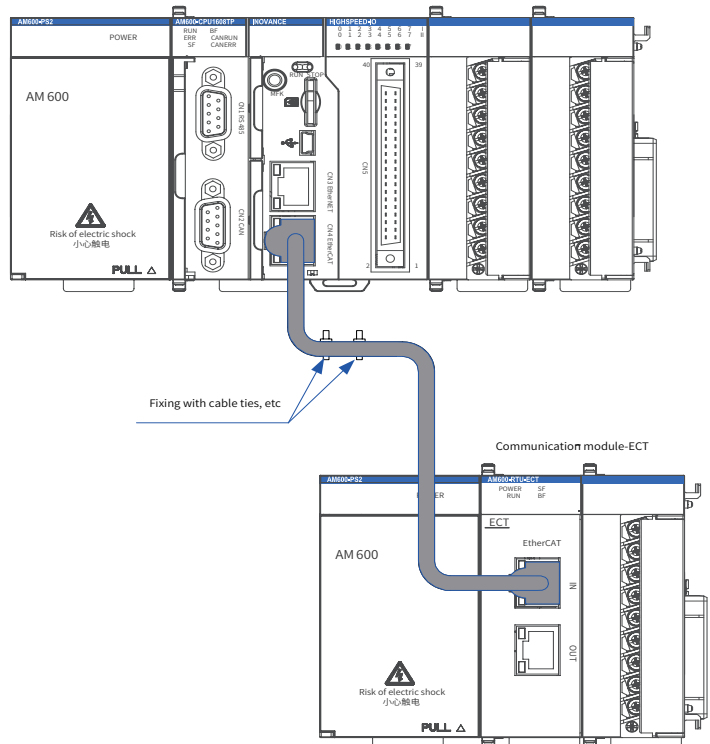 AM600-PS2
AM600-CPU1608TP
INOVANCE
HIGHSPEED-IO
POWER
RUN BF
ERR CANRUN
SF CANERR
0 1 2 3 4 5 6 7 I
0 1 2 3 4 5 6 7 II
RUN STOP
MFK
40 39
AM 600
CN1 RS485
CN5
CN3 EtherNET
CN2 CAN
CN4 EtherCAT
Risk of electric shock
小心触电
PULL
2 1
Fixing with cable ties, etc
Communication module-ECT
AM600-PS2
AM600-RTU-ECT
POWER SF
RUN BF
ECT
EtherCAT
AM 600
IN
OUT
Risk of electric shock
小心触电
PULL